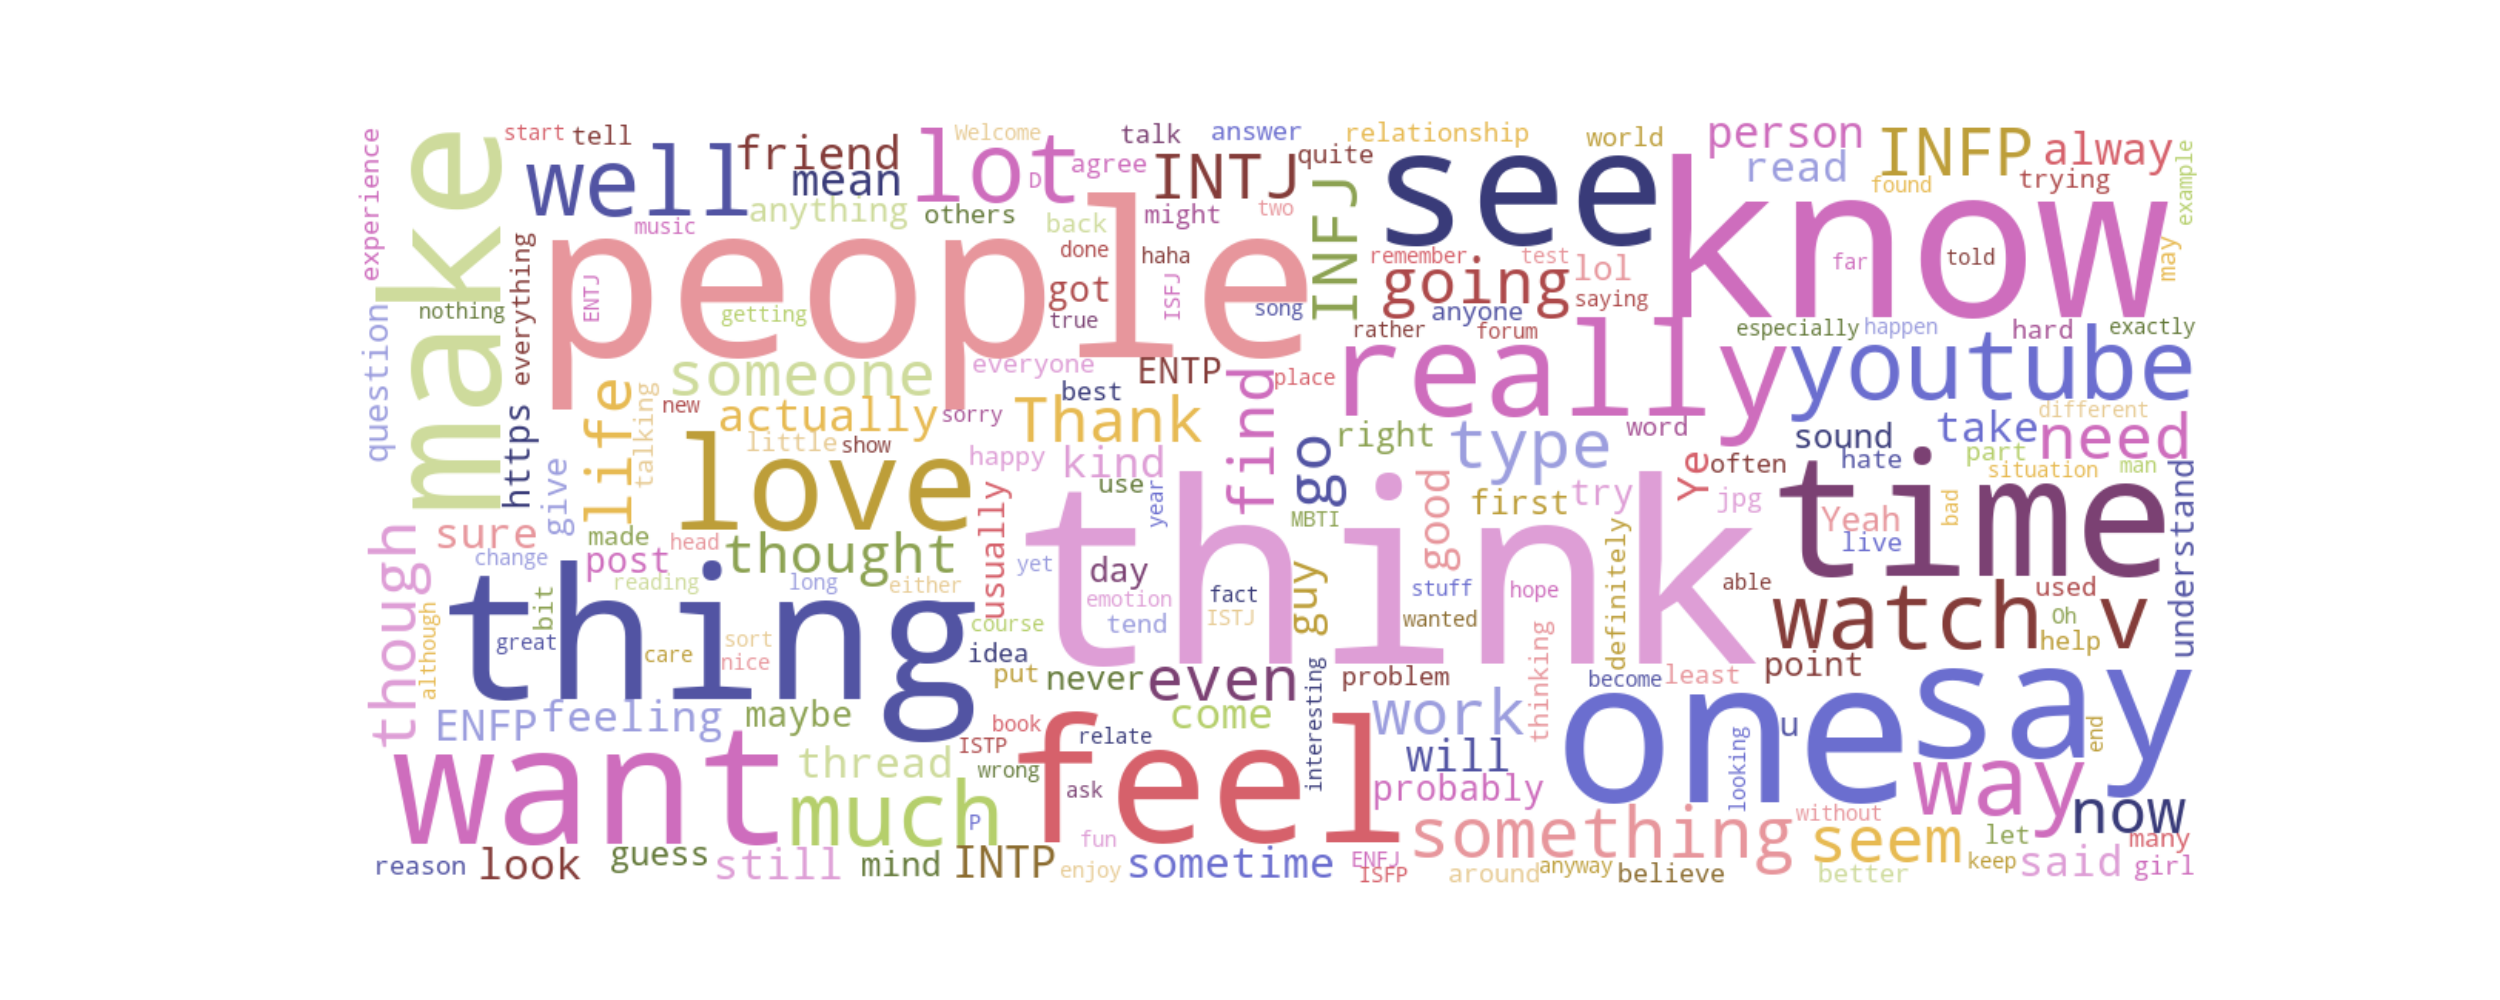 start tell
well
friend
mean
lot
Welcome
D
agree
talk
answer
INTJ
quite
relationship
world
see
person
read
INFP
found
alway
trying
example
experience
make
music
anything
others
back
might
two
INFJ
know
people
done
haha
remember
test
lol
going
saying
far
told
may
nothing
everything
ENTJ
getting
got
true
ISFJ
song
anyone
rather
forum
really
especially
happen
hard
exactly
question
someone
everyone
ENTP
place
find
youtube
https
life
talking
new
actually
sorry
best
Thank
right
type
word
sound
take
different
need
little
show
love
happy
kind
use
year
go
MBTI
good
first
try
Ye
often
jpg
hate
part
situation
man
time
Yeah
live
bad
understand
give
sure
change
made
post
head
thought
reading
long
either
usually
yet
day
emotion
tend
fact
ISTJ
guy
think
stuff
wanted
hope
definitely
able
used
watch
v
Oh
help
though
although
thing
bit
great
care
sort
nice
course
idea
put
never
even
problem
thinking
become
least
point
ENFP
feeling
maybe
book
ISTP
relate
come
interesting
work
will
one
u
looking
say
end
want
thread
wrong
feel
ask
probably
way
now
much
P
fun
something
without
seem
let
many
reason
look
guess
still
mind
INTP
enjoy
sometime
ENFJ
ISFP
around
anyway
believe
better
keep
said
girl